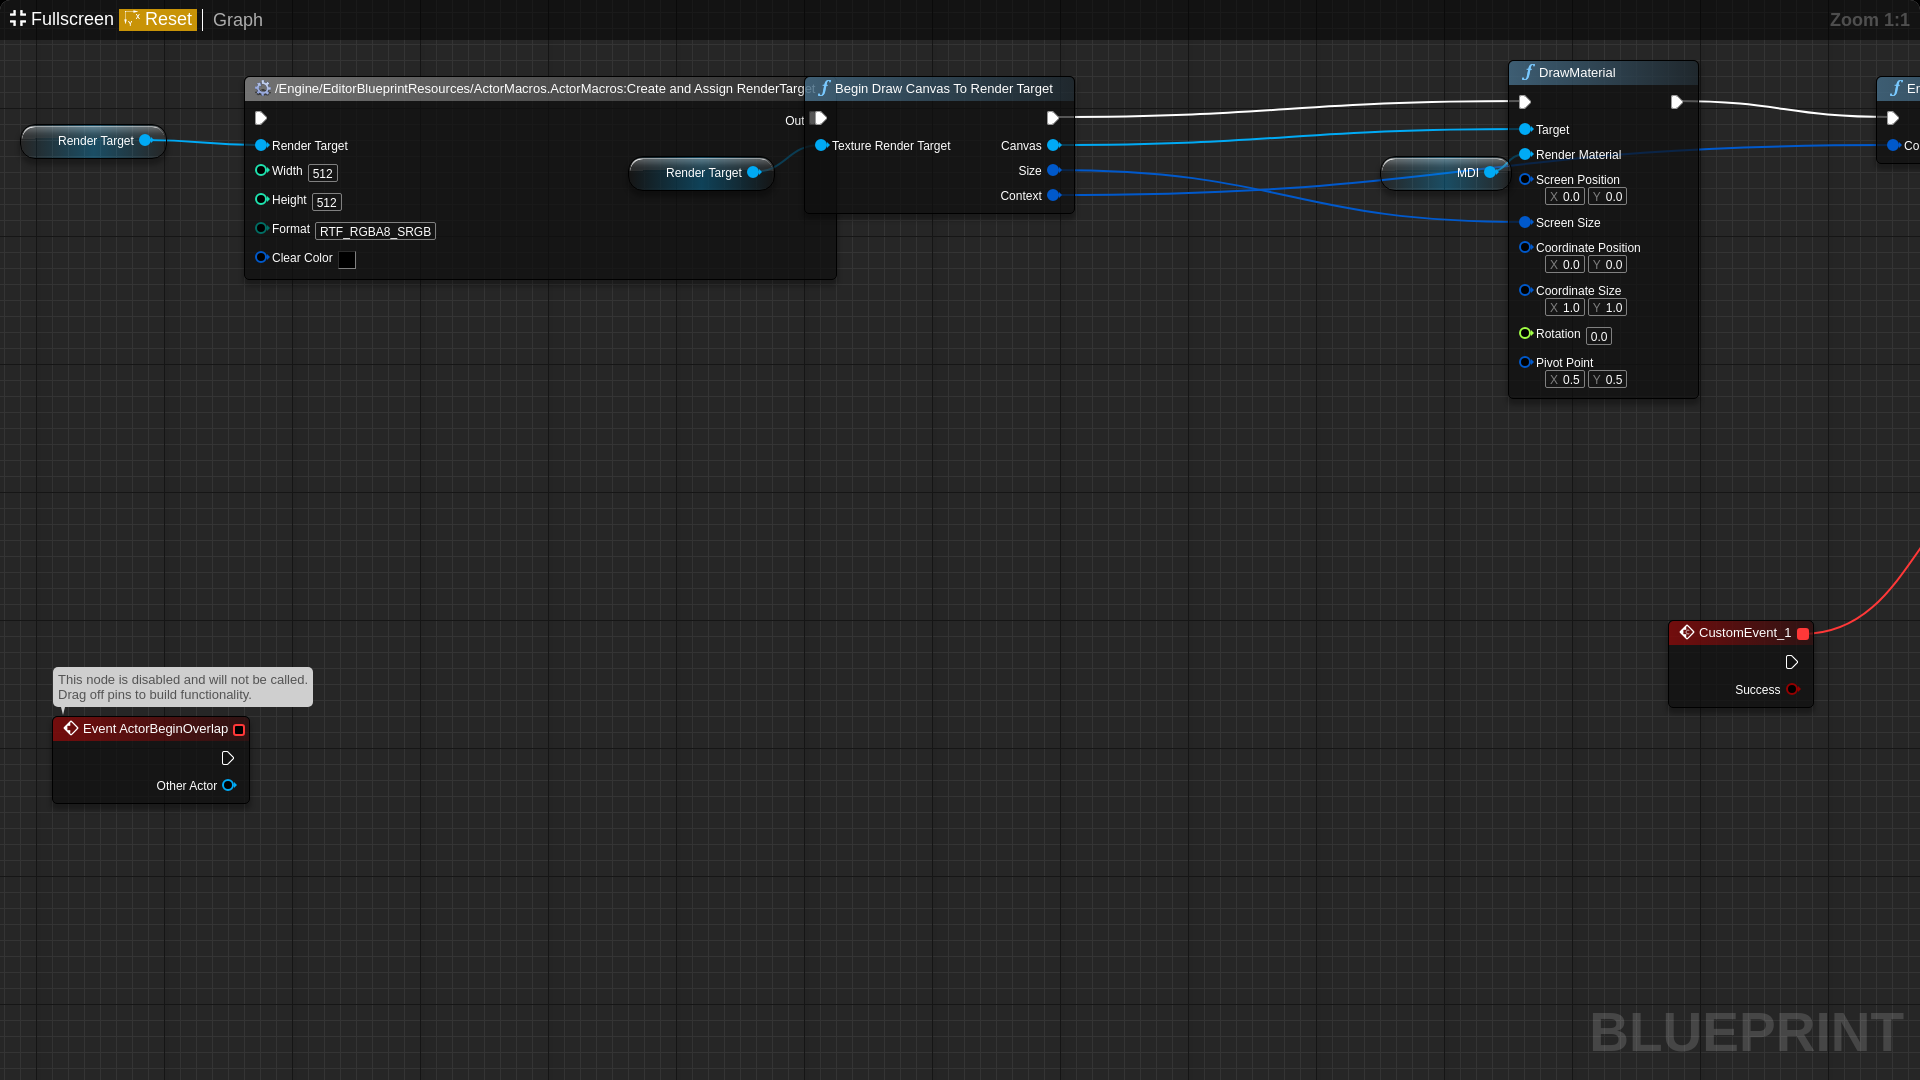 Fullscreen Reset Graph Zoom 1:1
/Engine/EditorBlueprintResources/ActorMacros.ActorMacros:Create and Assign RenderTarge
Out
Render Target
Render Target
Width 512
Height 512
Format RTF_RGBA8_SRGB
Clear Color
Render Target
Begin Draw Canvas To Render Target
Texture Render Target Canvas
Size
Context
MDI
DrawMaterial
Target
Render Material
Screen Position
X 0.0 Y 0.0
Screen Size
Coordinate Position
X 0.0 Y 0.0
Coordinate Size
X 1.0 Y 1.0
Rotation 0.0
Pivot Point
X 0.5 Y 0.5
En
Co
CustomEvent_1
Success
This node is disabled and will not be called.
Drag off pins to build functionality.
Event ActorBeginOverlap
Other Actor
BLUEPRINT